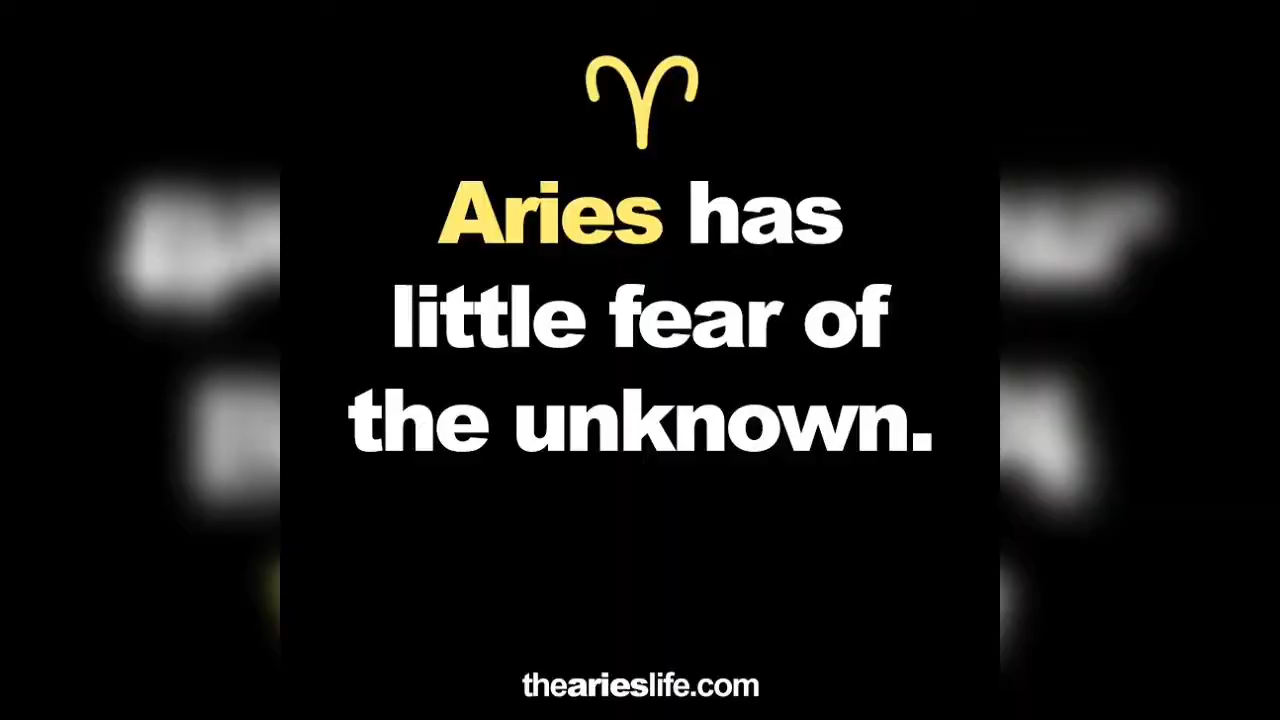 Aries has
little fear of
the unknown.
thearieslife.com